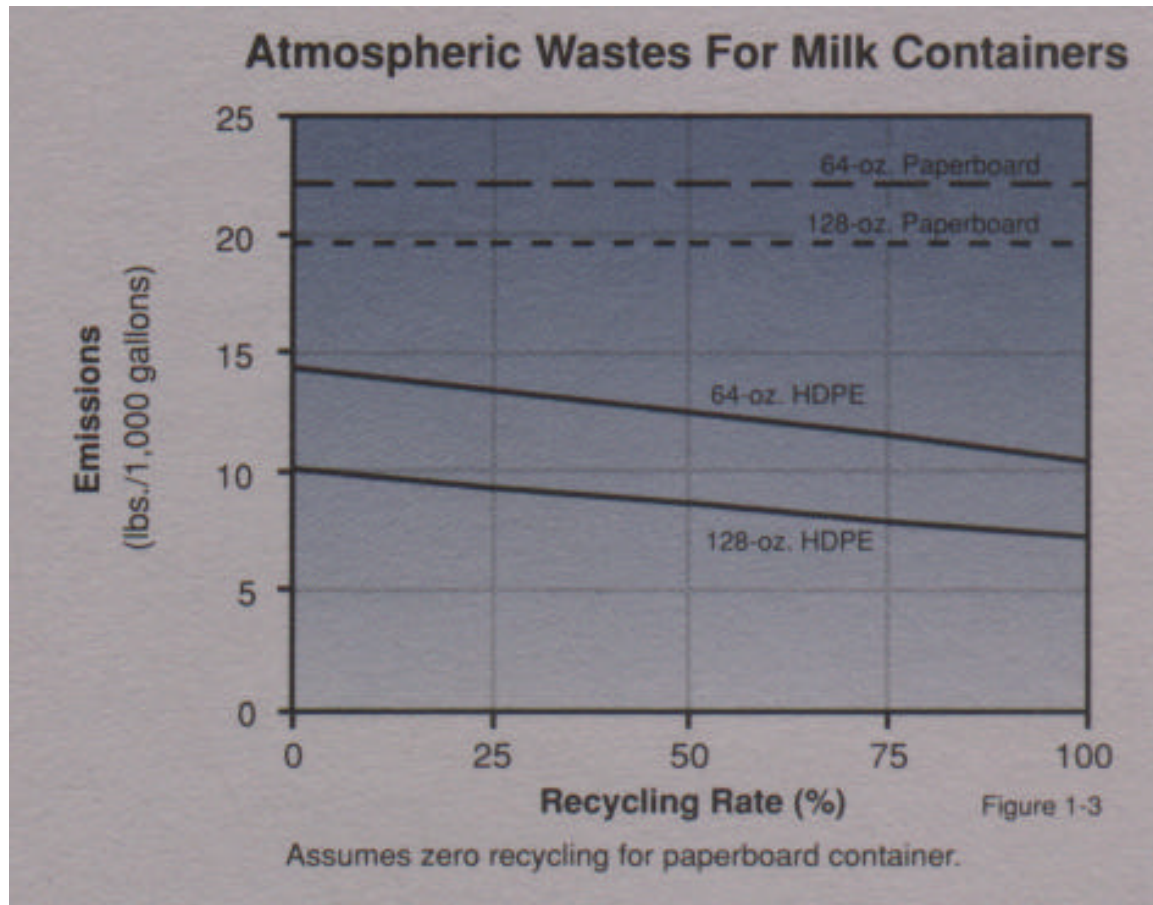 Atmospheric Wastes For Milk Containers
25
20
15
10
5
0
Emissions
(lbs./1,000 gallons)
64-oz. Paperboard
128-oz. Paperboard
64-oz. HDPE
128-oz. HDPE
0 25 50 75 100
Recycling Rate (%)
Figure 1-3
Assumes zero recycling for paperboard container.